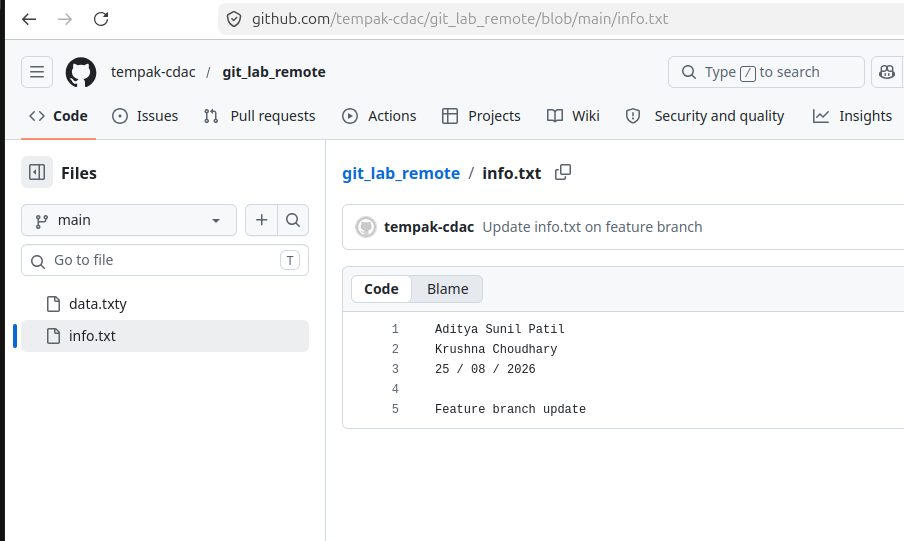 github.com/tempak-cdac/git_lab_remote/blob/main/info.txt
tempak-cdac / git_lab_remote
Type / to search
Code Issues Pull requests Actions Projects Wiki Security and quality Insights
Files
main
Go to file T
data.txty
info.txt
git_lab_remote / info.txt
tempak-cdac Update info.txt on feature branch
Code Blame
1 Aditya Sunil Patil
2 Krushna Choudhary
3 25 / 08 / 2026
4
5 Feature branch update